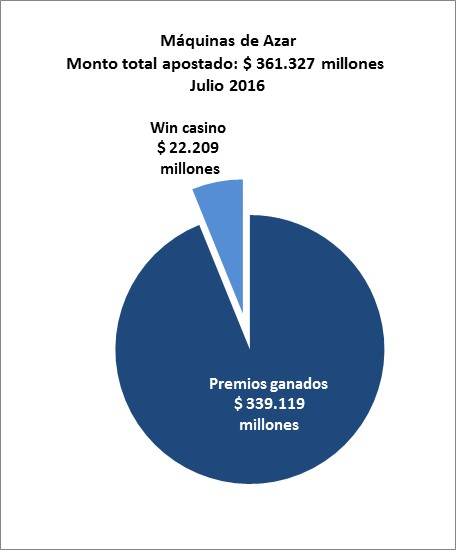 Máquinas de Azar
Monto total apostado: $ 361.327 millones
Julio 2016
Win casino
$ 22.209
millones
Premios ganados
$ 339.119
millones